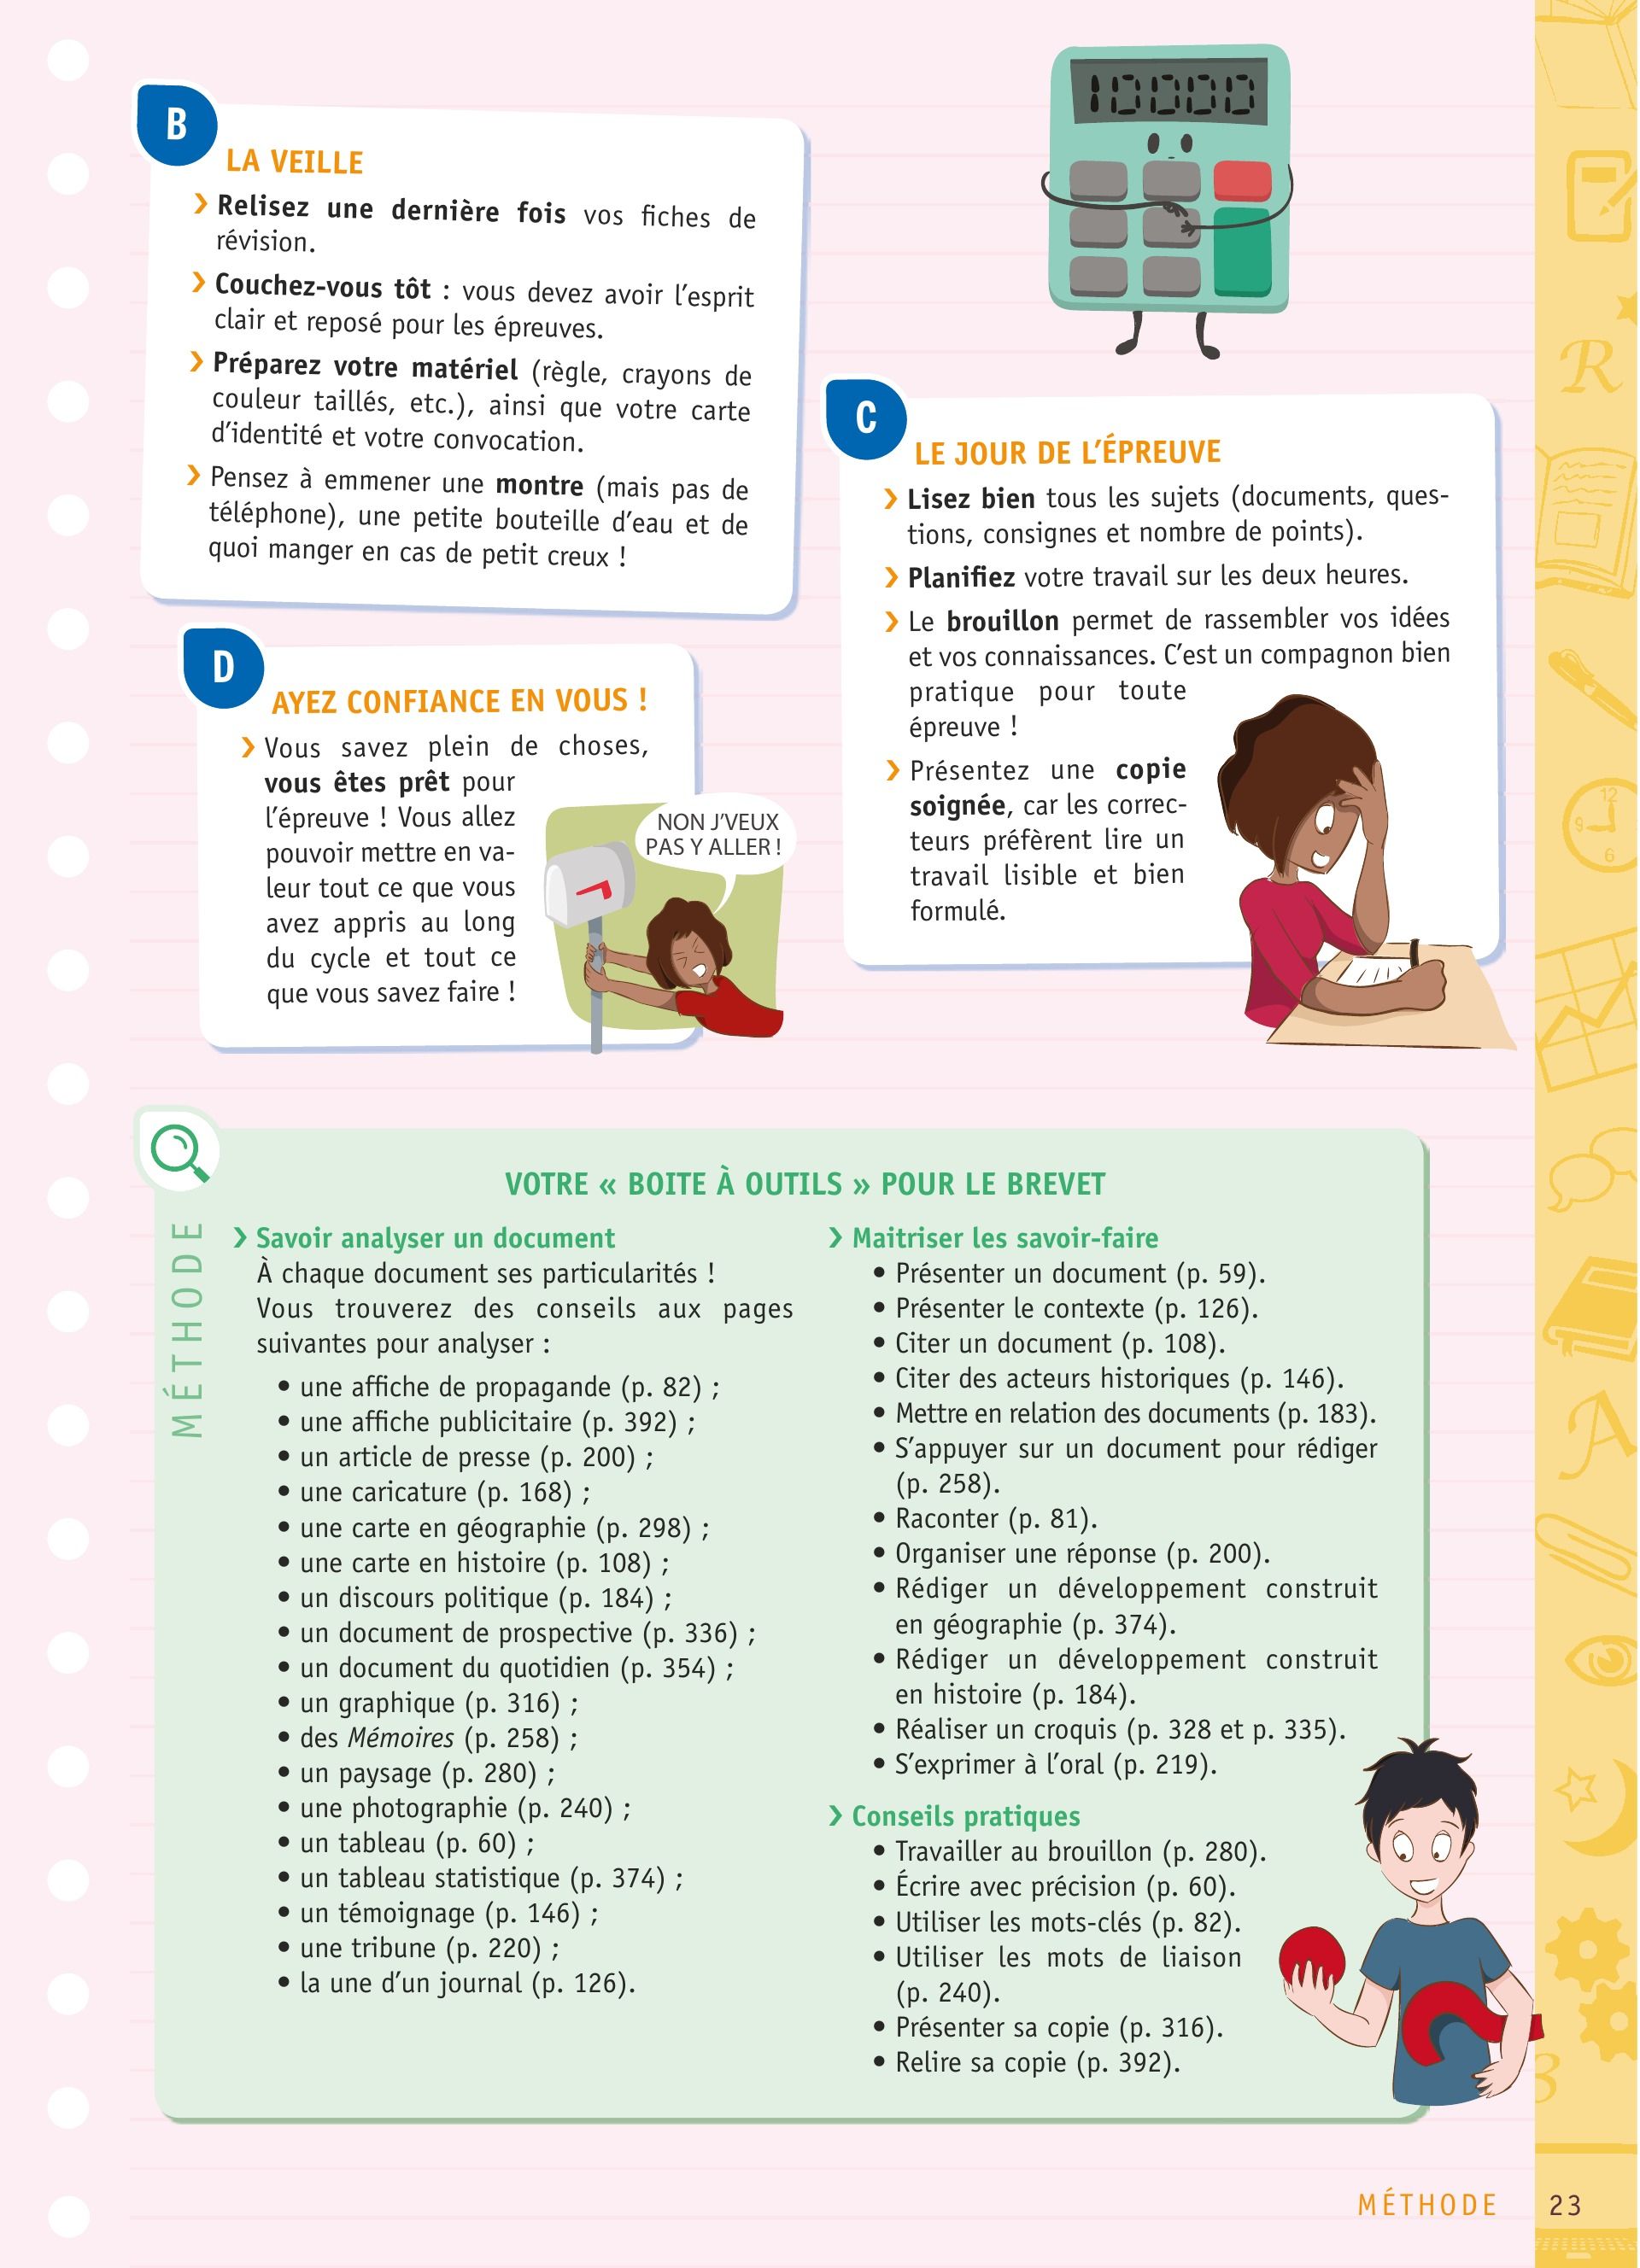 B
LA VEILLE
❯ Relisez une dernière fois vos fiches de
révision.
❯ Couchez-vous tôt : vous devez avoir l'esprit
clair et reposé pour les épreuves.
❯ Préparez votre matériel (règle, crayons de
couleur taillés, etc.), ainsi que votre carte
d'identité et votre convocation.
❯ Pensez à emmener une montre (mais pas de
téléphone), une petite bouteille d'eau et de
quoi manger en cas de petit creux !
C
LE JOUR DE L'ÉPREUVE
❯ Lisez bien tous les sujets (documents, ques-
tions, consignes et nombre de points).
❯ Planifiez votre travail sur les deux heures.
❯ Le brouillon permet de rassembler vos idées
et vos connaissances. C'est un compagnon bien
pratique pour toute
épreuve !
❯ Présentez une copie
soignée, car les correc-
teurs préfèrent lire un
travail lisible et bien
formulé.
D
AYEZ CONFIANCE EN VOUS !
❯ Vous savez plein de choses,
vous êtes prêt pour
l'épreuve ! Vous allez
pouvoir mettre en va-
leur tout ce que vous
avez appris au long
du cycle et tout ce
que vous savez faire !
NON J'VEUX
PAS Y ALLER !
MÉTHODE
VOTRE « BOITE À OUTILS » POUR LE BREVET
❯ Savoir analyser un document
À chaque document ses particularités !
Vous trouverez des conseils aux pages
suivantes pour analyser :
• une affiche de propagande (p. 82) ;
• une affiche publicitaire (p. 392) ;
• un article de presse (p. 200) ;
• une caricature (p. 168) ;
• une carte en géographie (p. 298) ;
• une carte en histoire (p. 108) ;
• un discours politique (p. 184) ;
• un document de prospective (p. 336) ;
• un document du quotidien (p. 354) ;
• un graphique (p. 316) ;
• des Mémoires (p. 258) ;
• un paysage (p. 280) ;
• une photographie (p. 240) ;
• un tableau (p. 60) ;
• un tableau statistique (p. 374) ;
• un témoignage (p. 146) ;
• une tribune (p. 220) ;
• la une d'un journal (p. 126).
❯ Maitriser les savoir-faire
• Présenter un document (p. 59).
• Présenter le contexte (p. 126).
• Citer un document (p. 108).
• Citer des acteurs historiques (p. 146).
• Mettre en relation des documents (p. 183).
• S'appuyer sur un document pour rédiger
(p. 258).
• Raconter (p. 81).
• Organiser une réponse (p. 200).
• Rédiger un développement construit
en géographie (p. 374).
• Rédiger un développement construit
en histoire (p. 184).
• Réaliser un croquis (p. 328 et p. 335).
• S'exprimer à l'oral (p. 219).
❯ Conseils pratiques
• Travailler au brouillon (p. 280).
• Écrire avec précision (p. 60).
• Utiliser les mots-clés (p. 82).
• Utiliser les mots de liaison
(p. 240).
• Présenter sa copie (p. 316).
• Relire sa copie (p. 392).
R
12
9
6
A
MÉTHODE 23